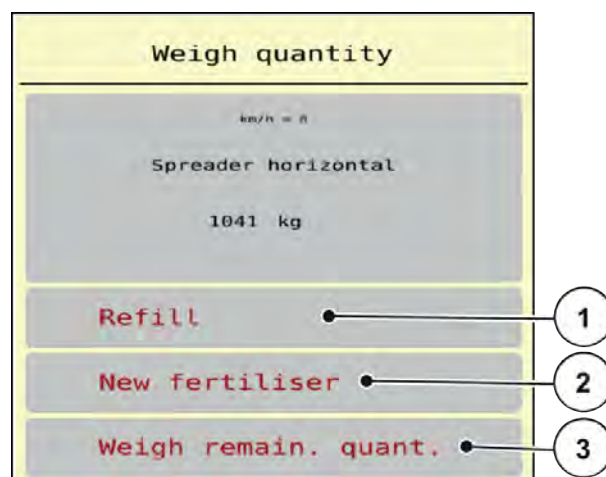 Weigh quantity
km/h = 0
Spreader horizontal
1041 kg
Refill
1
New fertiliser
2
Weigh remain. quant.
3